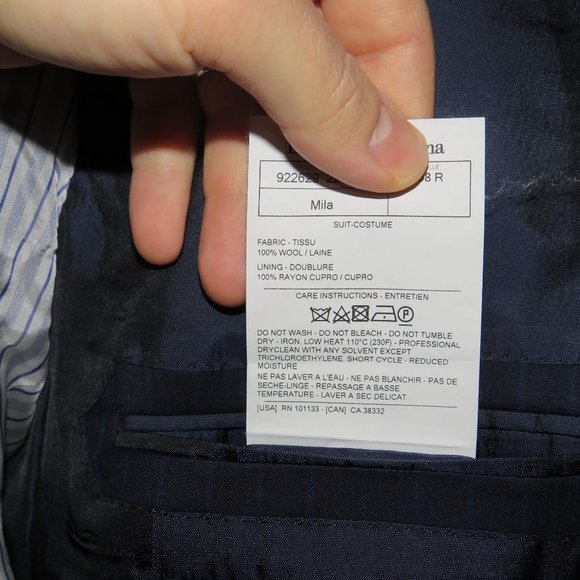 922629
8 R
Mila
SUIT-COSTUME
FABRIC - TISSU
100% WOOL / LAINE
LINING - DOUBLURE
100% RAYON CUPRO / CUPRO
CARE INSTRUCTIONS - ENTRETIEN
P
DO NOT WASH - DO NOT BLEACH - DO NOT TUMBLE
DRY - IRON, LOW HEAT 110°C (230F) - PROFESSIONAL
DRYCLEAN WITH ANY SOLVENT EXCEPT
TRICHLOROETHYLENE, SHORT CYCLE - REDUCED
MOISTURE
NE PAS LAVER A L'EAU - NE PAS BLANCHIR - PAS DE
SECHE-LINGE - REPASSAGE A BASSE
TEMPERATURE - LAVER A SEC DELICAT
[USA] RN 101133 - [CAN] CA 38332